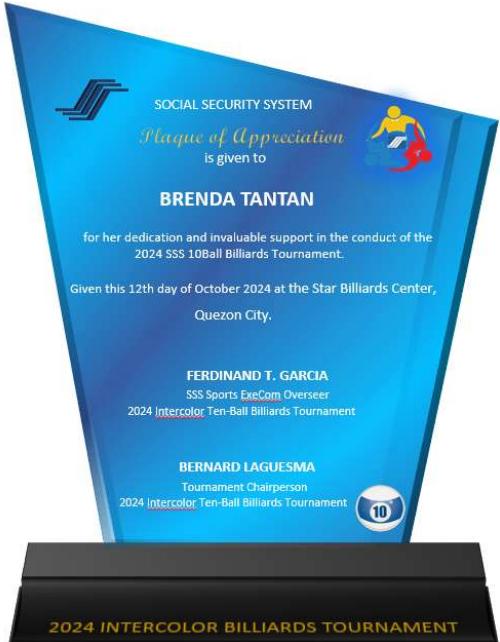 SOCIAL SECURITY SYSTEM
Plaque of Appreciation
is given to
BRENDA TANTAN
for her dedication and invaluable support in the conduct of the
2024 SSS 10Ball Billiards Tournament.
Given this 12th day of October 2024 at the Star Billiards Center,
Quezon City.
FERDINAND T. GARCIA
SSS Sports ExeCom Overseer
2024 Intercolor Ten-Ball Billiards Tournament
BERNARD LAGUESMA
Tournament Chairperson
2024 Intercolor Ten-Ball Billiards Tournament
10
2024 INTERCOLOR BILLIARDS TOURNAMENT